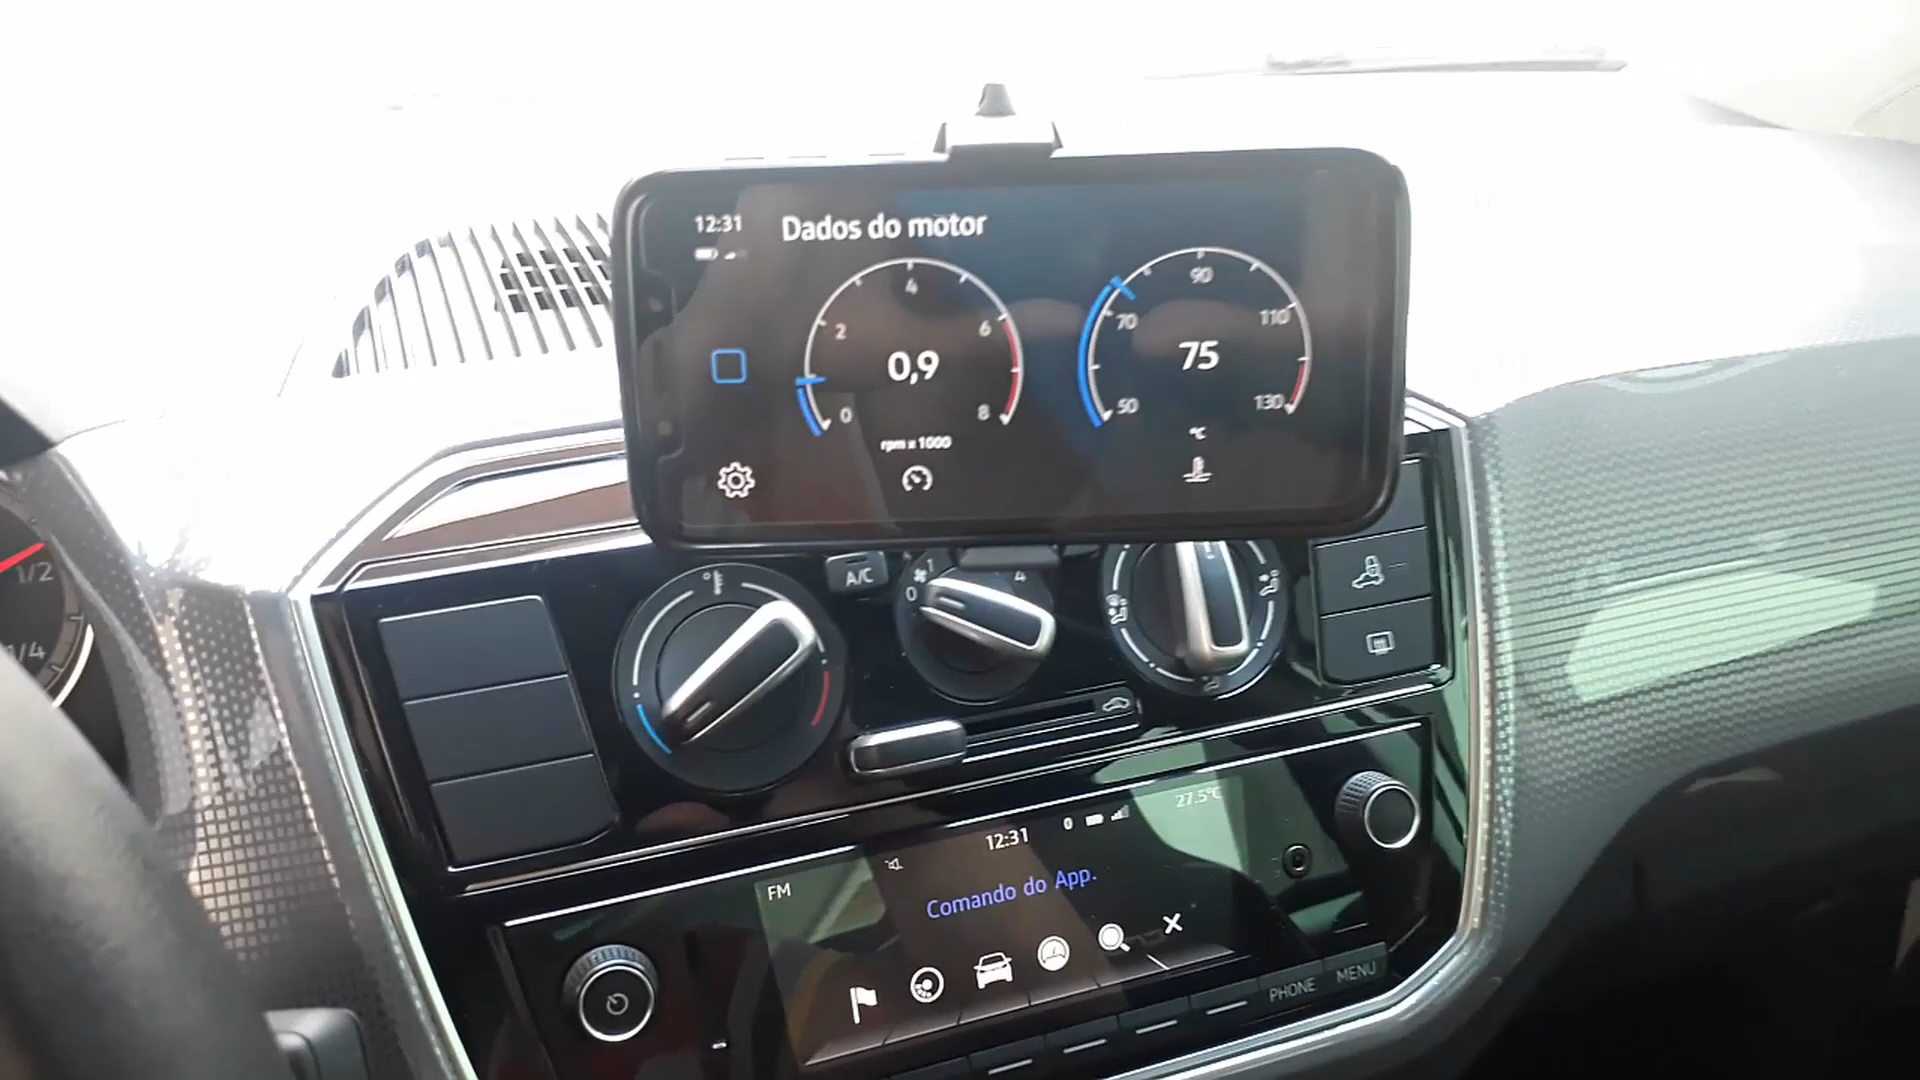 12:31
Dados do motor
0
2
4
6
8
0,9
rpm x 1000
50
70
90
110
130
75
°C
1/2
1/4
A/C
0
1
4
27.5°C
12:31
FM
Comando do App.
PHONE
MENU